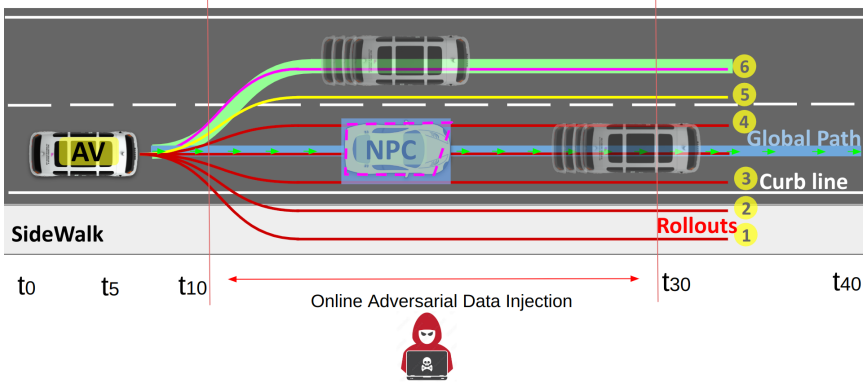 6
5
4
AV
NPC
Global Path
3
Curb line
2
SideWalk
Rollouts
1
t0
t5
t10
t30
t40
Online Adversarial Data Injection